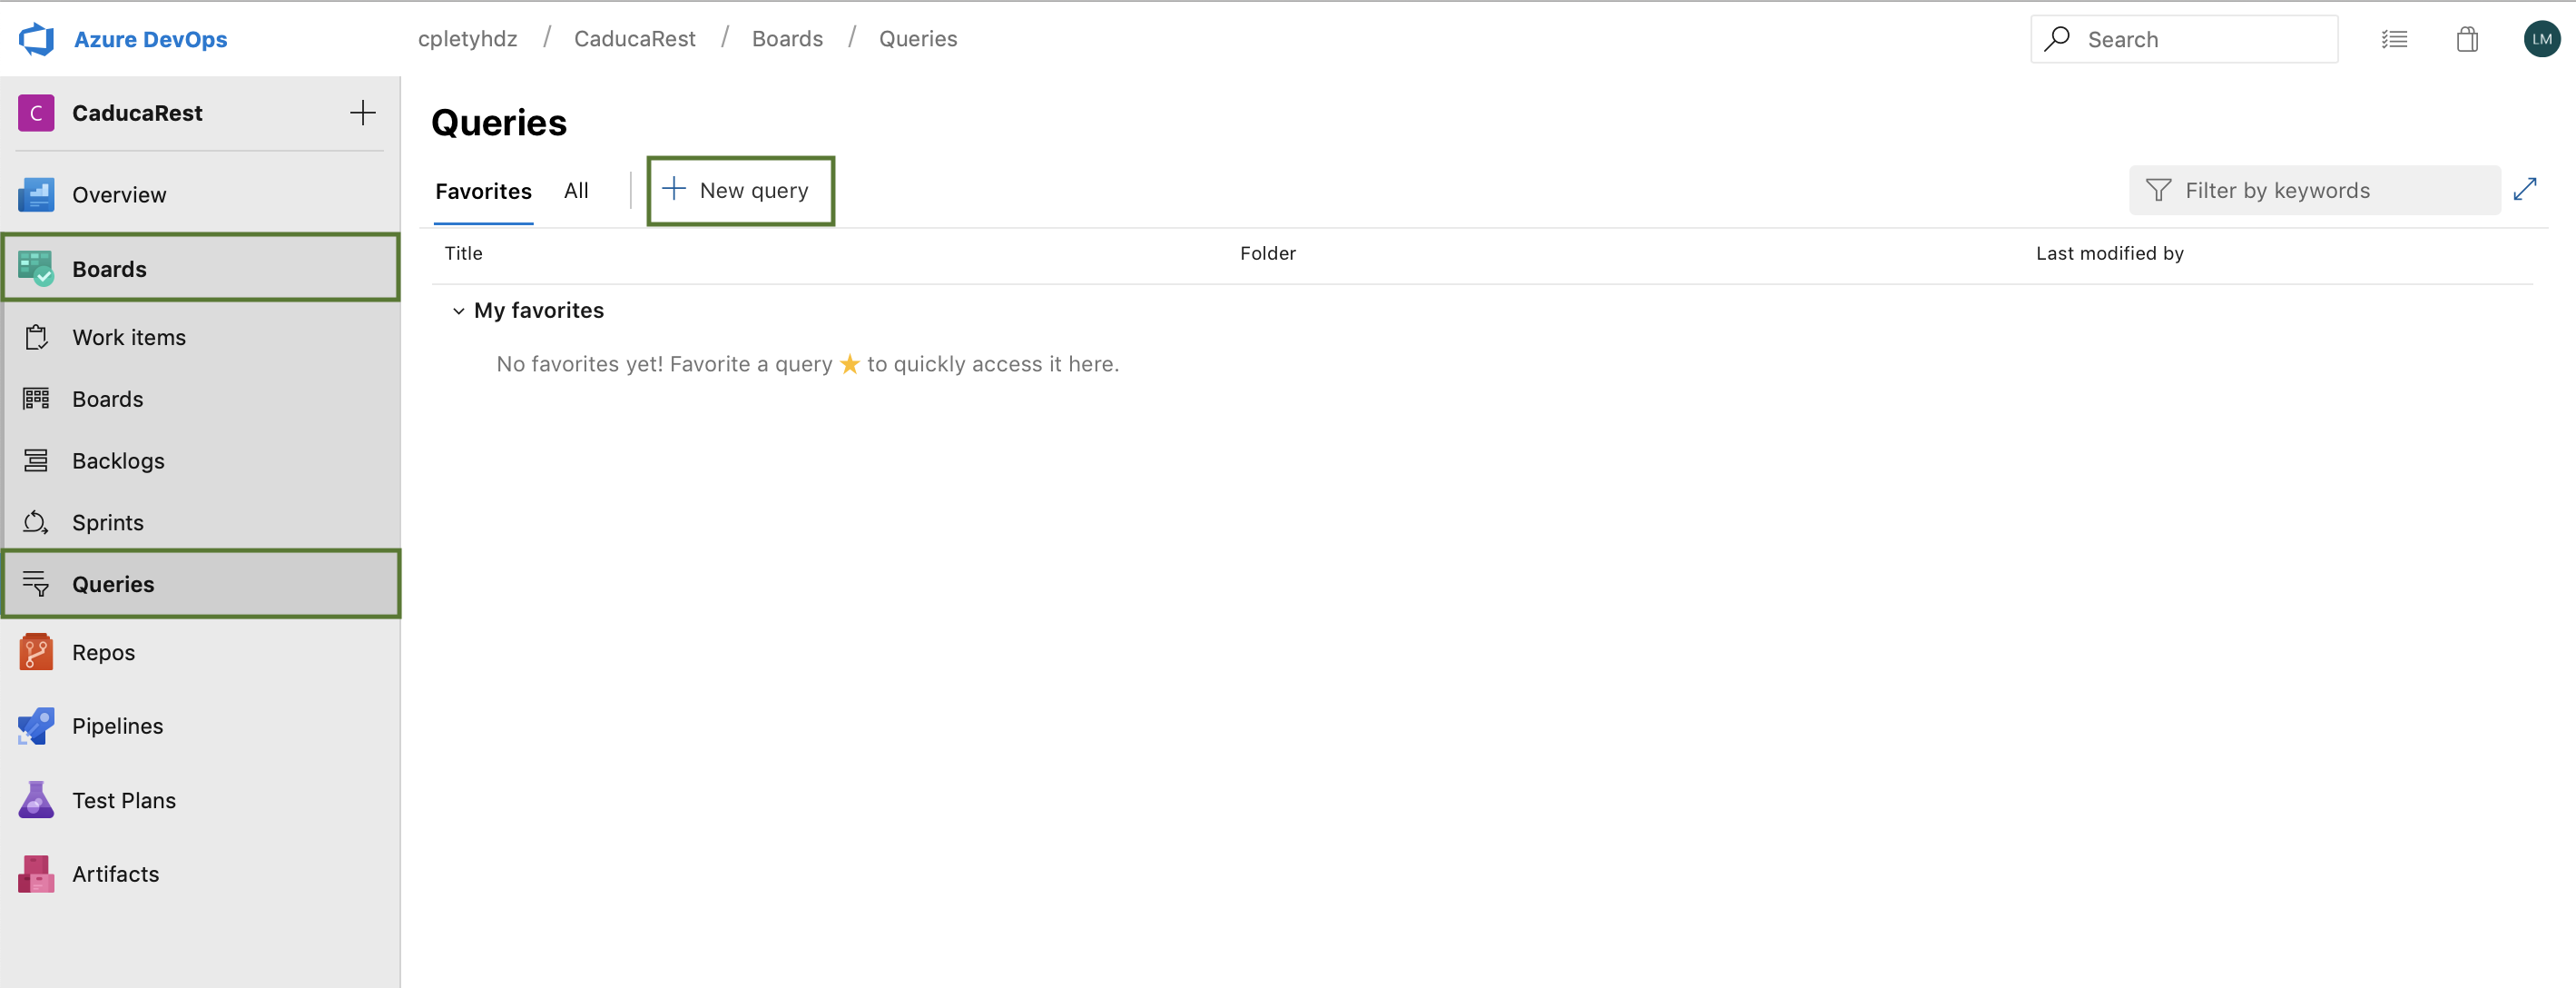 Azure DevOps
cpletyhdz / CaducaRest / Boards / Queries
Search
LM
C CaducaRest
Overview
Boards
Work items
Boards
Backlogs
Sprints
Queries
Repos
Pipelines
Test Plans
Artifacts
Queries
Favorites All New query
Filter by keywords
Title Folder Last modified by
My favorites
No favorites yet! Favorite a query ★ to quickly access it here.